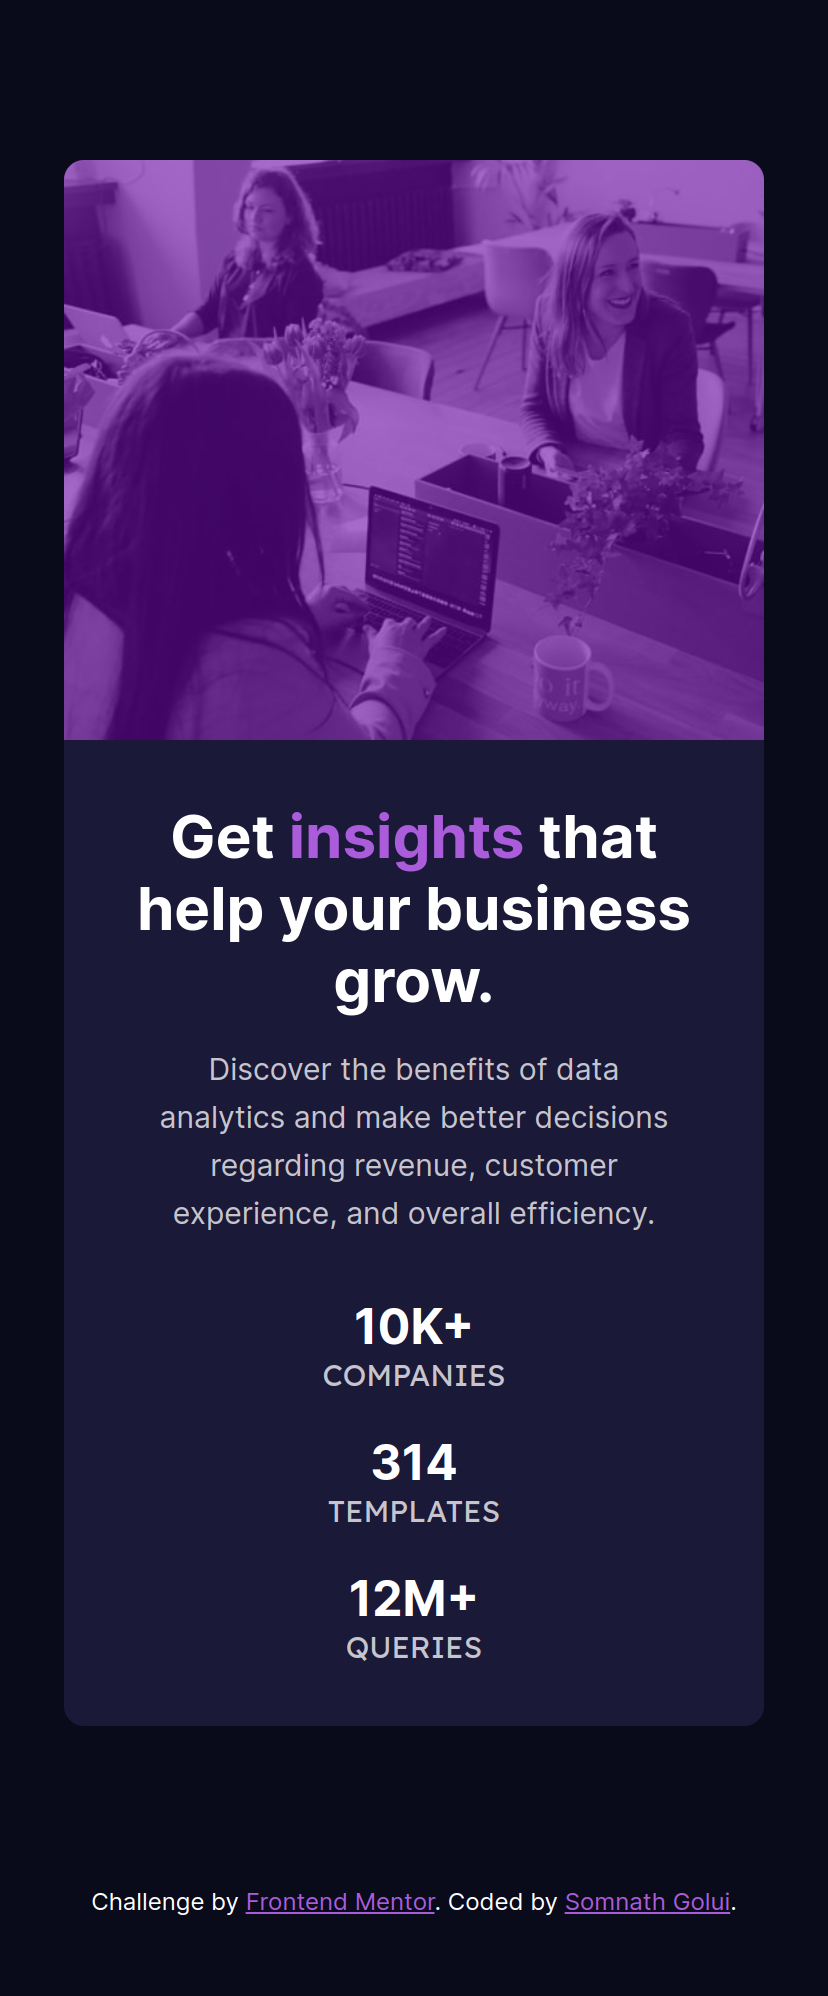 Get insights that
help your business
grow.
Discover the benefits of data
analytics and make better decisions
regarding revenue, customer
experience, and overall efficiency.
10K+
COMPANIES
314
TEMPLATES
12M+
QUERIES
Challenge by Frontend Mentor. Coded by Somnath Golui.